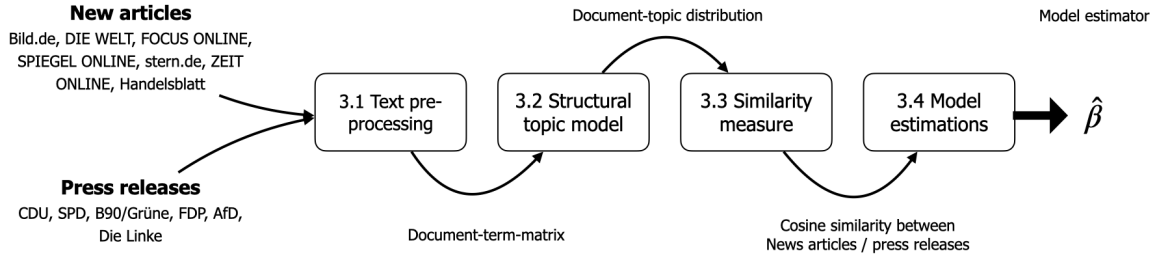 New articles
Bild.de, DIE WELT, FOCUS ONLINE,
SPIEGEL ONLINE, stern.de, ZEIT
ONLINE, Handelsblatt
Press releases
CDU, SPD, B90/Grüne, FDP, AfD,
Die Linke
3.1 Text pre-
processing
Document-term-matrix
3.2 Structural
topic model
Document-topic distribution
3.3 Similarity
measure
Cosine similarity between
News articles / press releases
3.4 Model
estimations
Model estimator
β̂